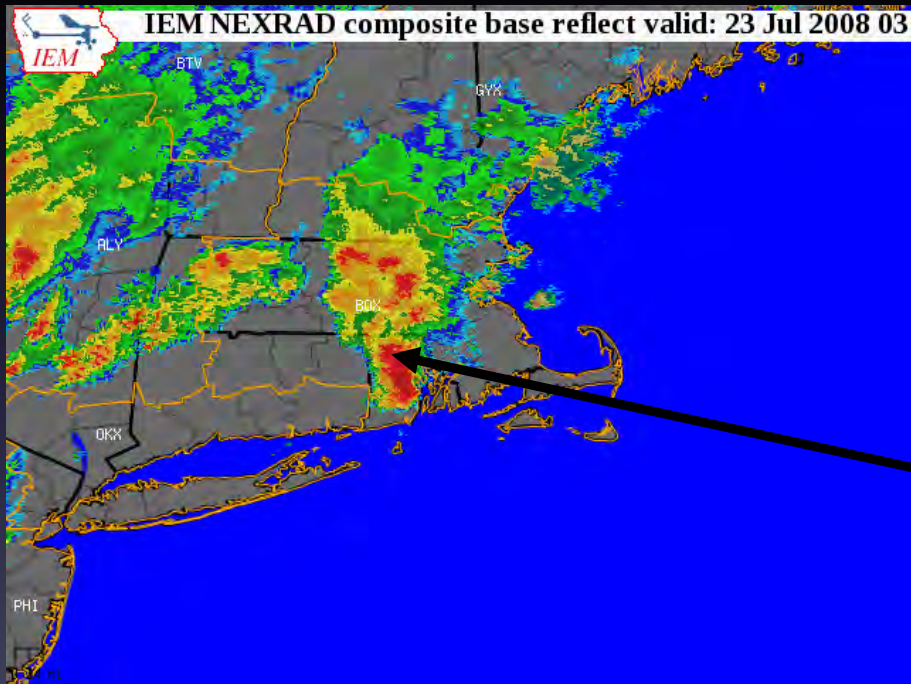 IEM NEXRAD composite base reflect valid: 23 Jul 2008 03
IEM
BTV
GYX
ALY
BOX
OKX
PHI